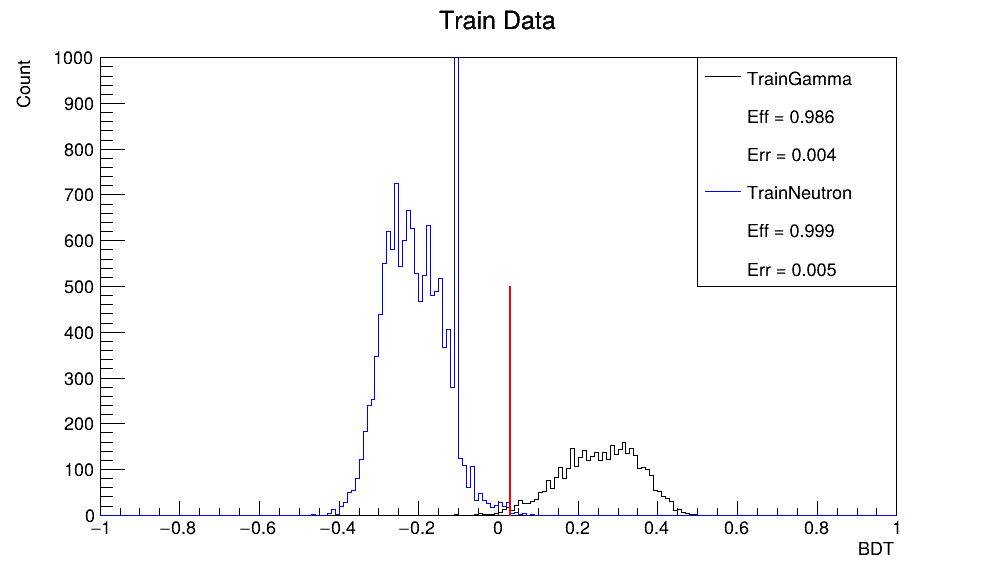 Train Data
Count
1000
900
800
700
600
500
400
300
200
100
0
−1 −0.8 −0.6 −0.4 −0.2 0 0.2 0.4 0.6 0.8 1
BDT
TrainGamma
Eff = 0.986
Err = 0.004
TrainNeutron
Eff = 0.999
Err = 0.005